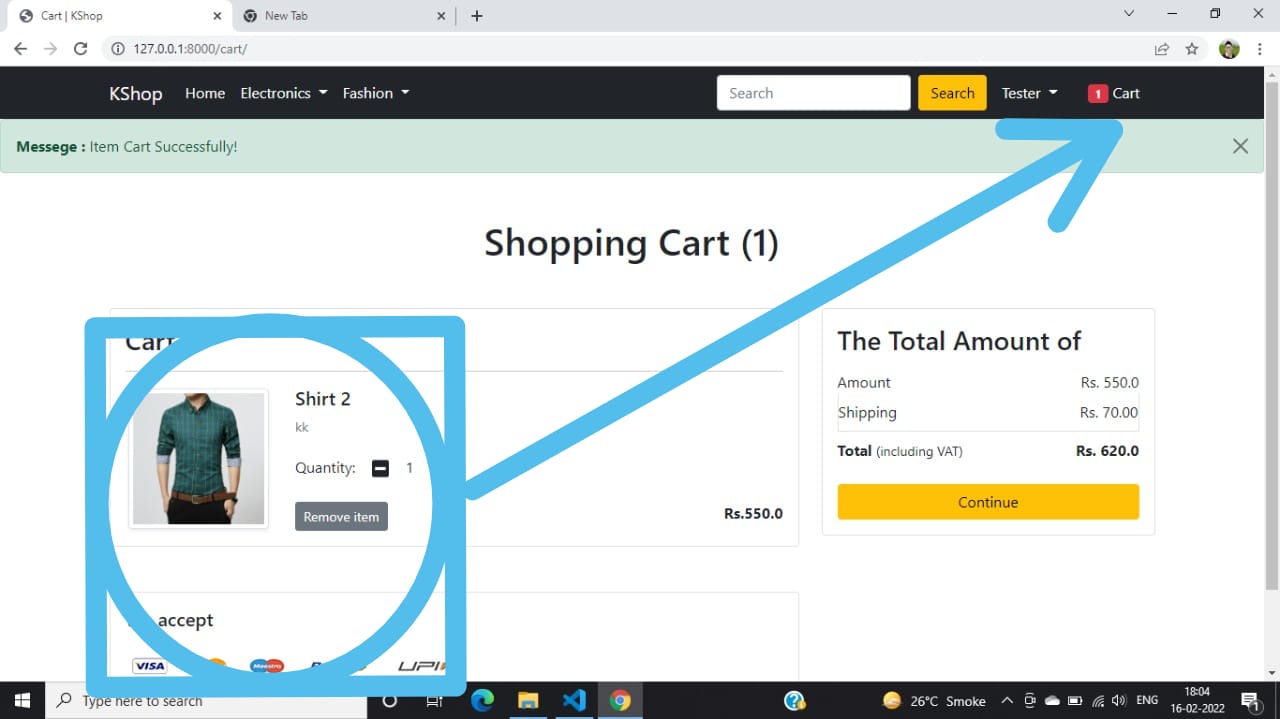 Cart | KShop
New Tab
127.0.0.1:8000/cart/
KShop Home Electronics Fashion Search Search Tester 1 Cart
Messege : Item Cart Successfully!
Shopping Cart (1)
Cart
Shirt 2
kk
Quantity: 1
Remove item
Rs.550.0
The Total Amount of
Amount Rs. 550.0
Shipping Rs. 70.00
Total (including VAT) Rs. 620.0
Continue
accept
VISA Maestro UPI
Type here to search
26°C Smoke
ENG
18:04
16-02-2022
1